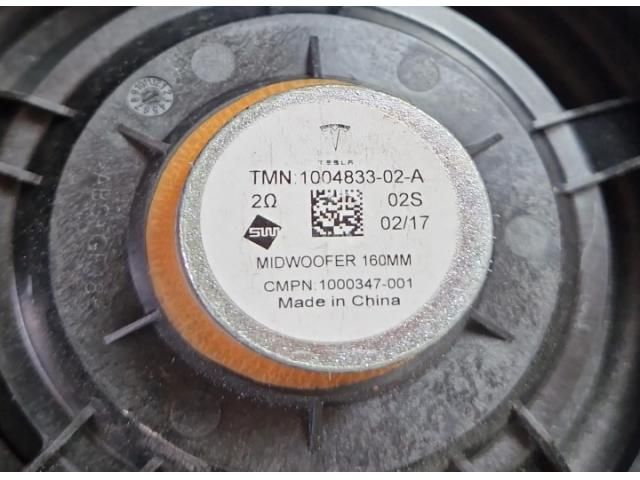 TESLA
TMN:1004833-02-A
2Ω 02S
SW 02/17
MIDWOOFER 160MM
CMPN:1000347-001
Made in China